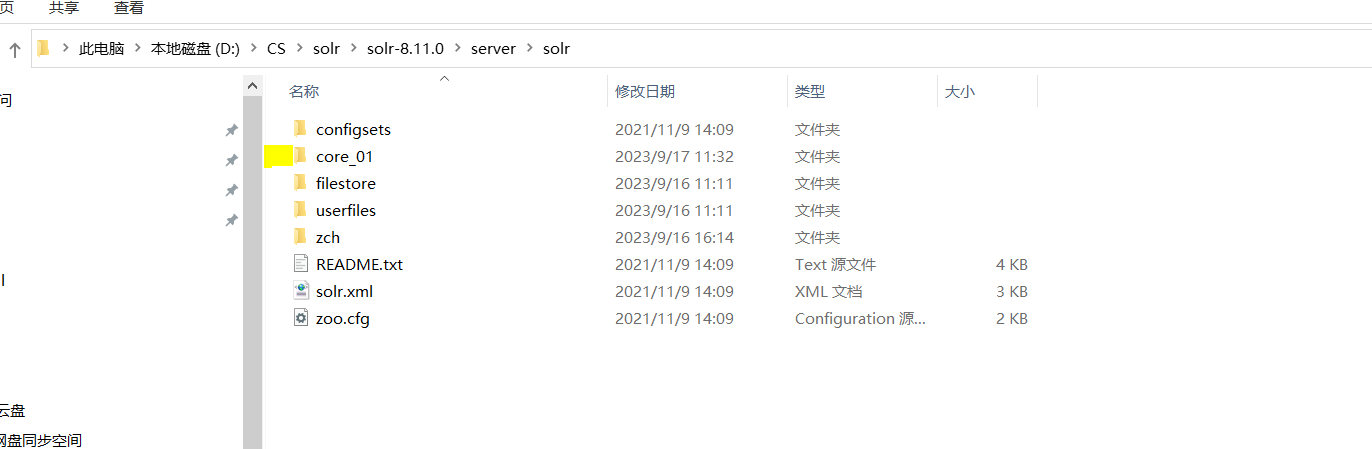 页 共享 查看
此电脑 > 本地磁盘 (D:) > CS > solr > solr-8.11.0 > server > solr
名称 修改日期 类型 大小
问
configsets 2021/11/9 14:09 文件夹
core_01 2023/9/17 11:32 文件夹
filestore 2023/9/16 11:11 文件夹
userfiles 2023/9/16 11:11 文件夹
zch 2023/9/16 16:14 文件夹
README.txt 2021/11/9 14:09 Text 源文件 4 KB
solr.xml 2021/11/9 14:09 XML 文档 3 KB
zoo.cfg 2021/11/9 14:09 Configuration 源... 2 KB
云盘
网盘同步空间